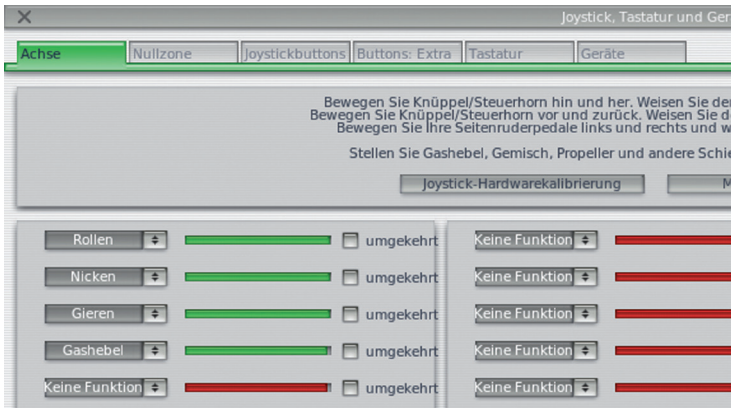 Joystick, Tastatur und Ger
Achse
Nullzone
Joystickbuttons
Buttons: Extra
Tastatur
Geräte
Bewegen Sie Knüppel/Steuerhorn hin und her. Weisen Sie de
Bewegen Sie Knüppel/Steuerhorn vor und zurück. Weisen Sie d
Bewegen Sie Ihre Seitenruderpedale links und rechts und w
Stellen Sie Gashebel, Gemisch, Propeller und andere Schie
Joystick-Hardwarekalibrierung
M
Rollen
umgekehrt
Keine Funktion
Nicken
umgekehrt
Keine Funktion
Gieren
umgekehrt
Keine Funktion
Gashebel
umgekehrt
Keine Funktion
Keine Funktion
umgekehrt
Keine Funktion